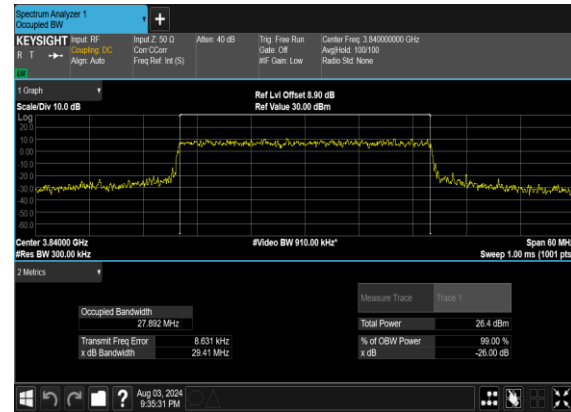 Spectrum Analyzer 1
Occupied BW
+
KEYSIGHT Input: RF Input Z: 50 Ω Atten: 40 dB Trig: Free Run Center Freq: 3.840000000 GHz
R T Coupling: DC Corr CCorr Gate: Off Avg|Hold: 100/100
Align: Auto Freq Ref: Int (S) #IF Gain: Low Radio Std: None
1 Graph
Ref Lvl Offset 8.90 dB
Scale/Div 10.0 dB Ref Value 30.00 dBm
Log
20.0
10.0
0.00
-10.0
-20.0
-30.0
-40.0
-50.0
-60.0
Center 3.84000 GHz #Video BW 910.00 kHz* Span 60 MHz
#Res BW 300.00 kHz Sweep 1.00 ms (1001 pts
2 Metrics
Measure Trace Trace 1
Occupied Bandwidth
27.892 MHz
Total Power 26.4 dBm
Transmit Freq Error 8.631 kHz % of OBW Power 99.00 %
x dB Bandwidth 29.41 MHz x dB -26.00 dB
? Aug 03, 2024
9:35:31 PM